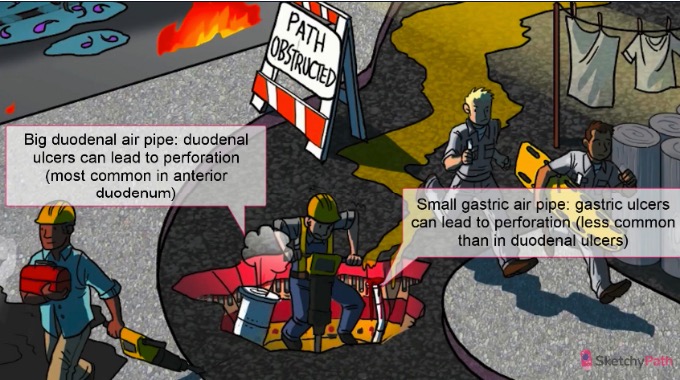 PATH
OBSTRUCTED
Big duodenal air pipe: duodenal
ulcers can lead to perforation
(most common in anterior
duodenum)
Small gastric air pipe: gastric ulcers
can lead to perforation (less common
than in duodenal ulcers)
SketchyPath